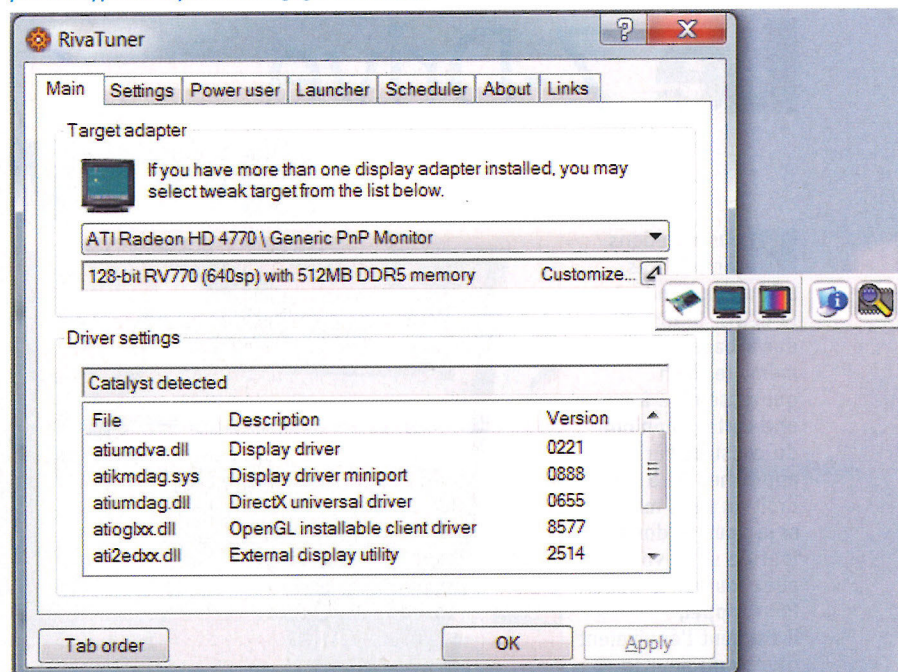 RivaTuner
Main Settings Power user Launcher Scheduler About Links
Target adapter
If you have more than one display adapter installed, you may
select tweak target from the list below.
ATI Radeon HD 4770 \ Generic PnP Monitor
128-bit RV770 (640sp) with 512MB DDR5 memory Customize...
Driver settings
Catalyst detected
File Description Version
atiumdva.dll Display driver 0221
atikmdag.sys Display driver miniport 0888
atiumdag.dll DirectX universal driver 0655
atioglxx.dll OpenGL installable client driver 8577
ati2edxx.dll External display utility 2514
Tab order OK Apply